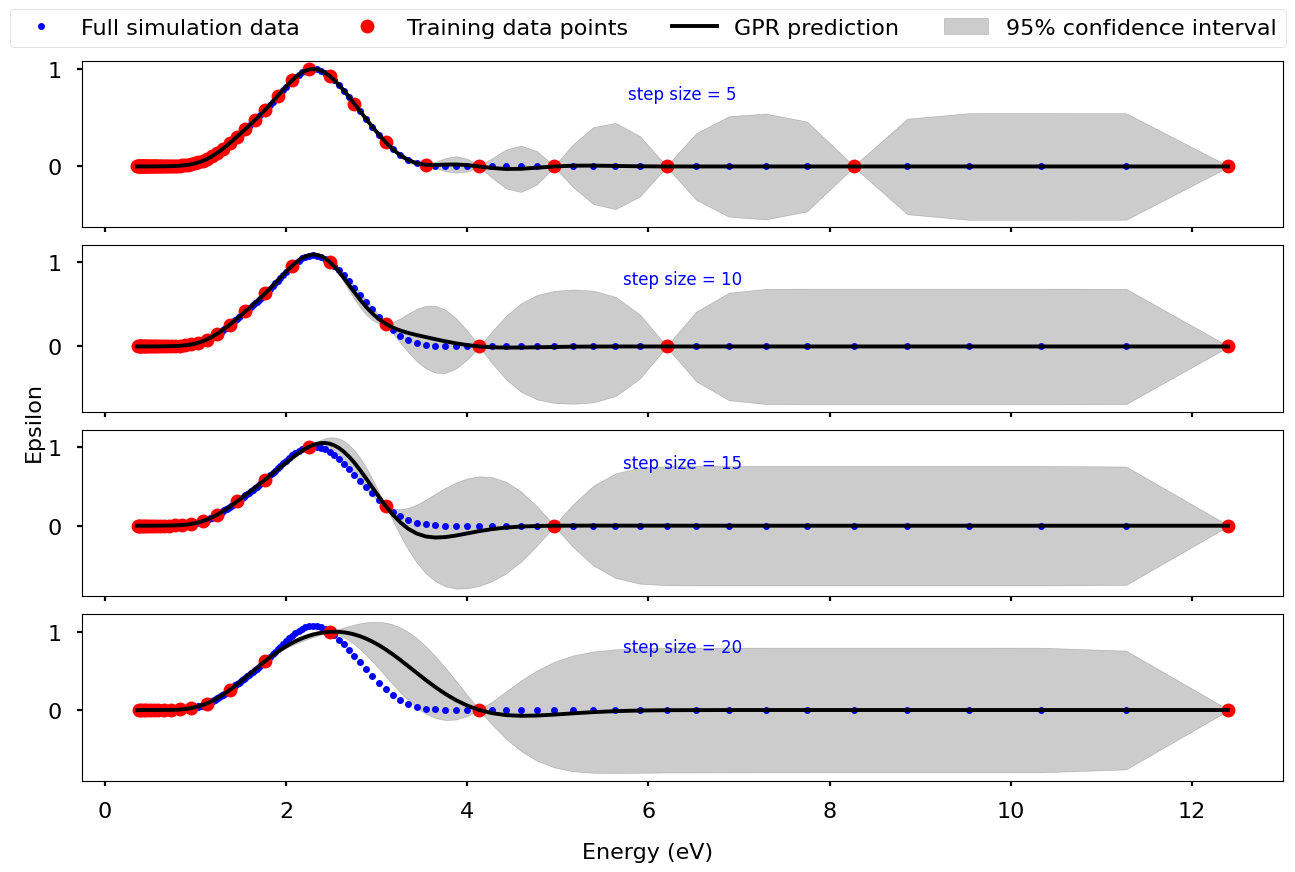 Full simulation data Training data points GPR prediction 95% confidence interval
1
0
step size = 5
1
0
step size = 10
Epsilon
1
0
step size = 15
1
0
step size = 20
0 2 4 6 8 10 12
Energy (eV)